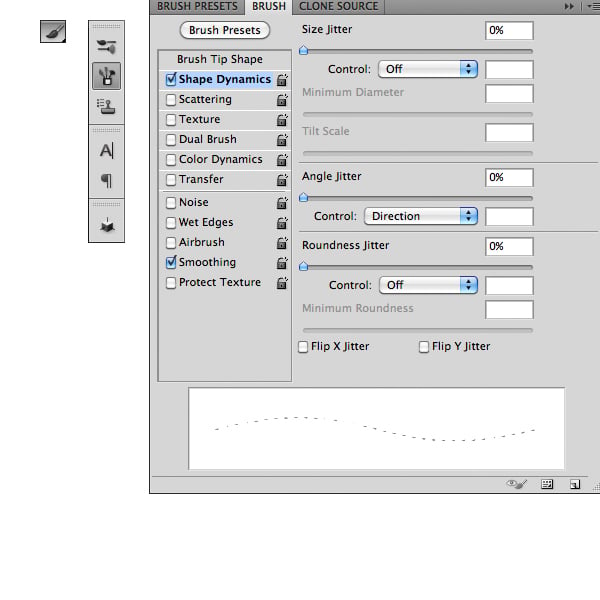 BRUSH PRESETS BRUSH CLONE SOURCE
Brush Presets
Brush Tip Shape
Shape Dynamics
Scattering
Texture
Dual Brush
Color Dynamics
Transfer
Noise
Wet Edges
Airbrush
Smoothing
Protect Texture
Size Jitter 0%
Control: Off
Minimum Diameter
Tilt Scale
Angle Jitter 0%
Control: Direction
Roundness Jitter 0%
Control: Off
Minimum Roundness
Flip X Jitter Flip Y Jitter
A